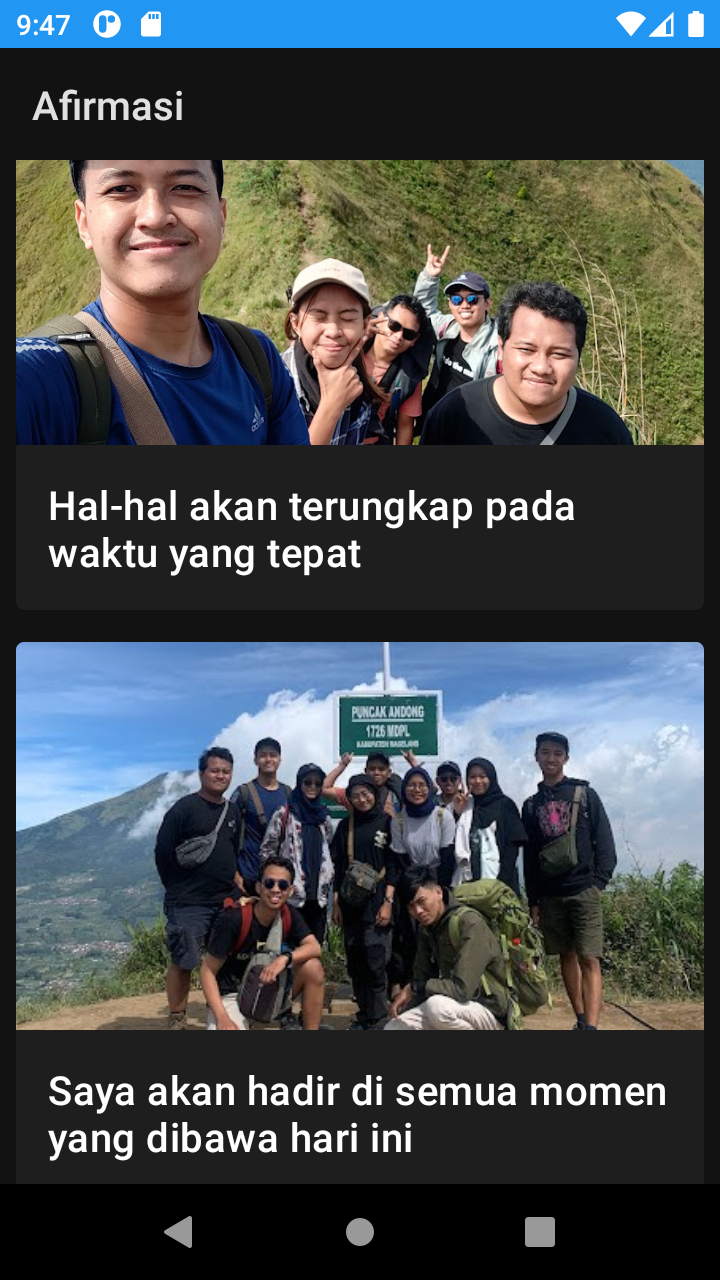 9:47
Afirmasi
adidas
Hal-hal akan terungkap pada
waktu yang tepat
PUNCAK ANDONG
1726 MDPL
KABUPATEN MAGELANG
Saya akan hadir di semua momen
yang dibawa hari ini